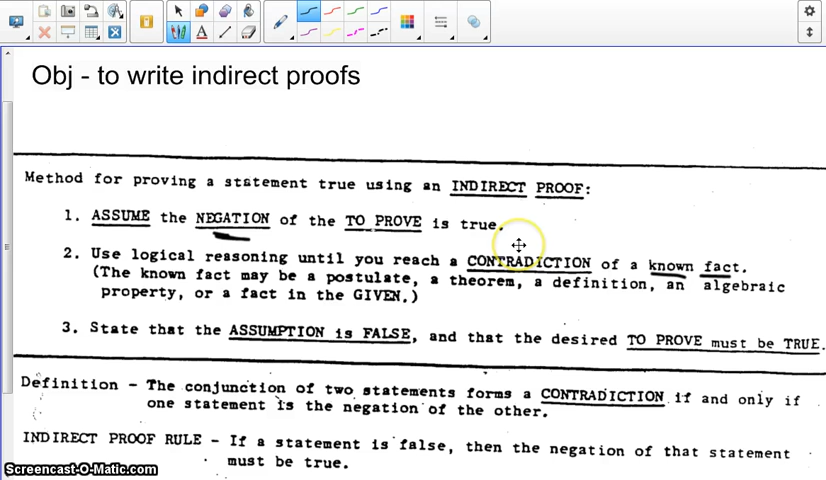 Obj - to write indirect proofs
Method for proving a statement true using an INDIRECT PROOF:
1. ASSUME the NEGATION of the TO PROVE is true.
2. Use logical reasoning until you reach a CONTRADICTION of a known fact.
(The known fact may be a postulate, a theorem, a definition, an algebraic
property, or a fact in the GIVEN.)
3. State that the ASSUMPTION is FALSE, and that the desired TO PROVE must be TRUE.
Definition - The conjunction of two statements forms a CONTRADICTION if and only if
one statement is the negation of the other.
INDIRECT PROOF RULE - If a statement is false, then the negation of that statement
must be true.
Screencast-O-Matic.com